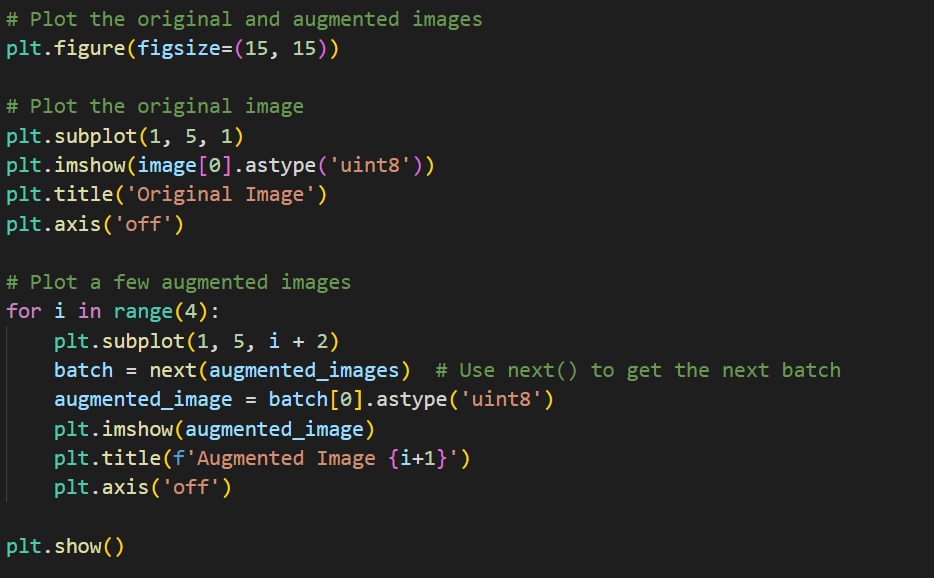 # Plot the original and augmented images
plt.figure(figsize=(15, 15))

# Plot the original image
plt.subplot(1, 5, 1)
plt.imshow(image[0].astype('uint8'))
plt.title('Original Image')
plt.axis('off')

# Plot a few augmented images
for i in range(4):
    plt.subplot(1, 5, i + 2)
    batch = next(augmented_images)  # Use next() to get the next batch
    augmented_image = batch[0].astype('uint8')
    plt.imshow(augmented_image)
    plt.title(f'Augmented Image {i+1}')
    plt.axis('off')

plt.show()